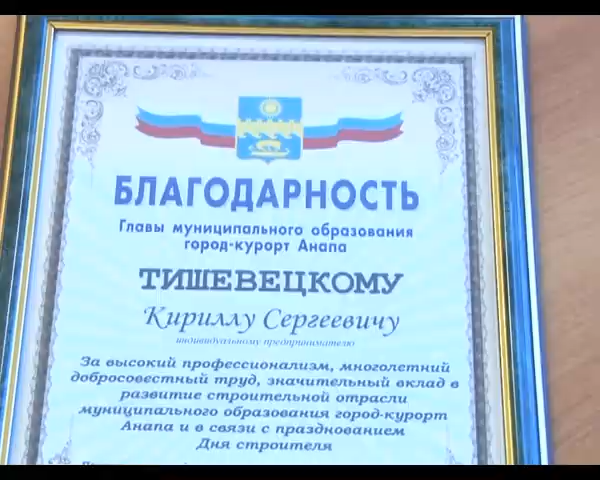 БЛАГОДАРНОСТЬ
Главы муниципального образования
город-курорт Анапа
ТИШЕВЕЦКОМУ
Кириллу Сергеевичу
индивидуальному предпринимателю
За высокий профессионализм, многолетний
добросовестный труд, значительный вклад в
развитие строительной отрасли
муниципального образования город-курорт
Анапа и в связи с празднованием
Дня строителя